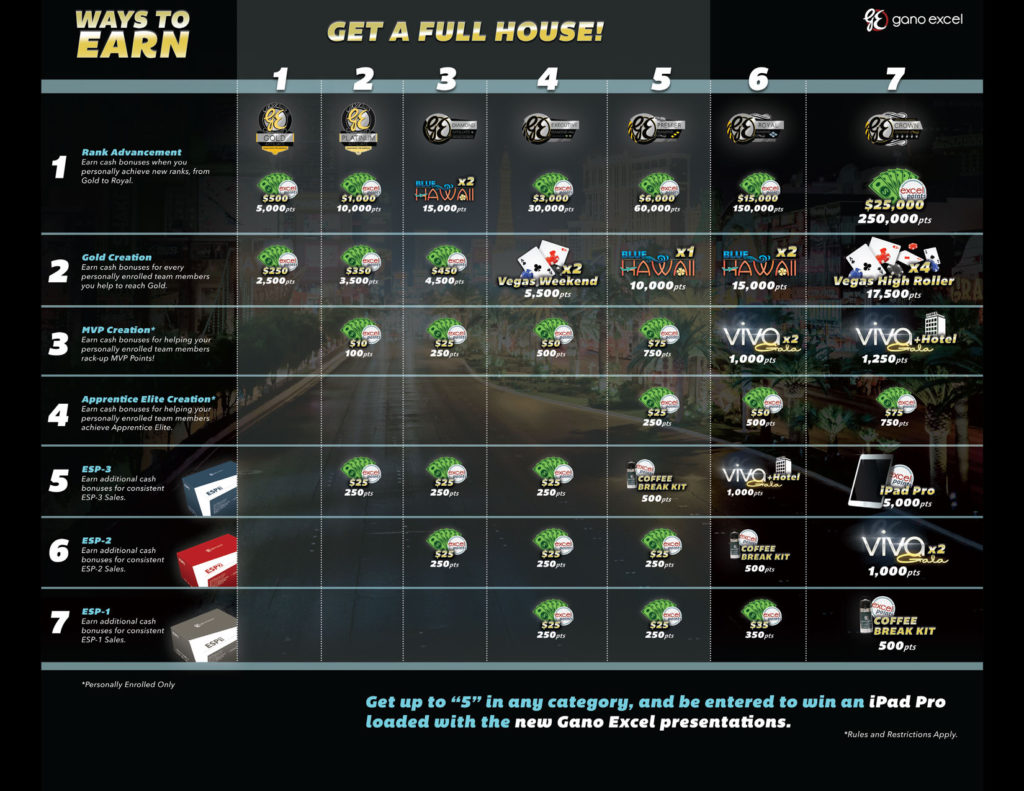 WAYS TO
EARN
GET A FULL HOUSE!
gano excel
1 2 3 4 5 6 7
GOLD PLATINUM DIAMOND EXECUTIVE PREMIER ROYAL CROWN
1
Rank Advancement
Earn cash bonuses when you
personally achieve new ranks, from
Gold to Royal.
$500
5,000pts
$1,000
10,000pts
BLUE HAWAII x2
15,000pts
$3,000
30,000pts
$6,000
60,000pts
$15,000
150,000pts
$25,000
250,000pts
2
Gold Creation
Earn cash bonuses for every
personally enrolled team members
you help to reach Gold.
$250
2,500pts
$350
3,500pts
$450
4,500pts
x2
Vegas Weekend
5,500pts
BLUE HAWAII x1
10,000pts
BLUE HAWAII x2
15,000pts
x4
Vegas High Roller
17,500pts
3
MVP Creation*
Earn cash bonuses for helping your
personally enrolled team members
rack-up MVP Points!
$10
100pts
$25
250pts
$50
500pts
$75
750pts
viva Gala x2
1,000pts
viva Gala +Hotel
1,250pts
4
Apprentice Elite Creation*
Earn cash bonuses for helping your
personally enrolled team members
achieve Apprentice Elite.
$25
250pts
$50
500pts
$75
750pts
5
ESP-3
Earn additional cash
bonuses for consistent
ESP-3 Sales.
$25
250pts
$25
250pts
$25
250pts
COFFEE
BREAK KIT
500pts
viva Gala +Hotel
1,000pts
iPad Pro
5,000pts
6
ESP-2
Earn additional cash
bonuses for consistent
ESP-2 Sales.
$25
250pts
$25
250pts
$25
250pts
COFFEE
BREAK KIT
500pts
viva Gala x2
1,000pts
7
ESP-1
Earn additional cash
bonuses for consistent
ESP-1 Sales.
$25
250pts
$25
250pts
$35
350pts
COFFEE
BREAK KIT
500pts
*Personally Enrolled Only
Get up to “5” in any category, and be entered to win an iPad Pro
loaded with the new Gano Excel presentations.
*Rules and Restrictions Apply.